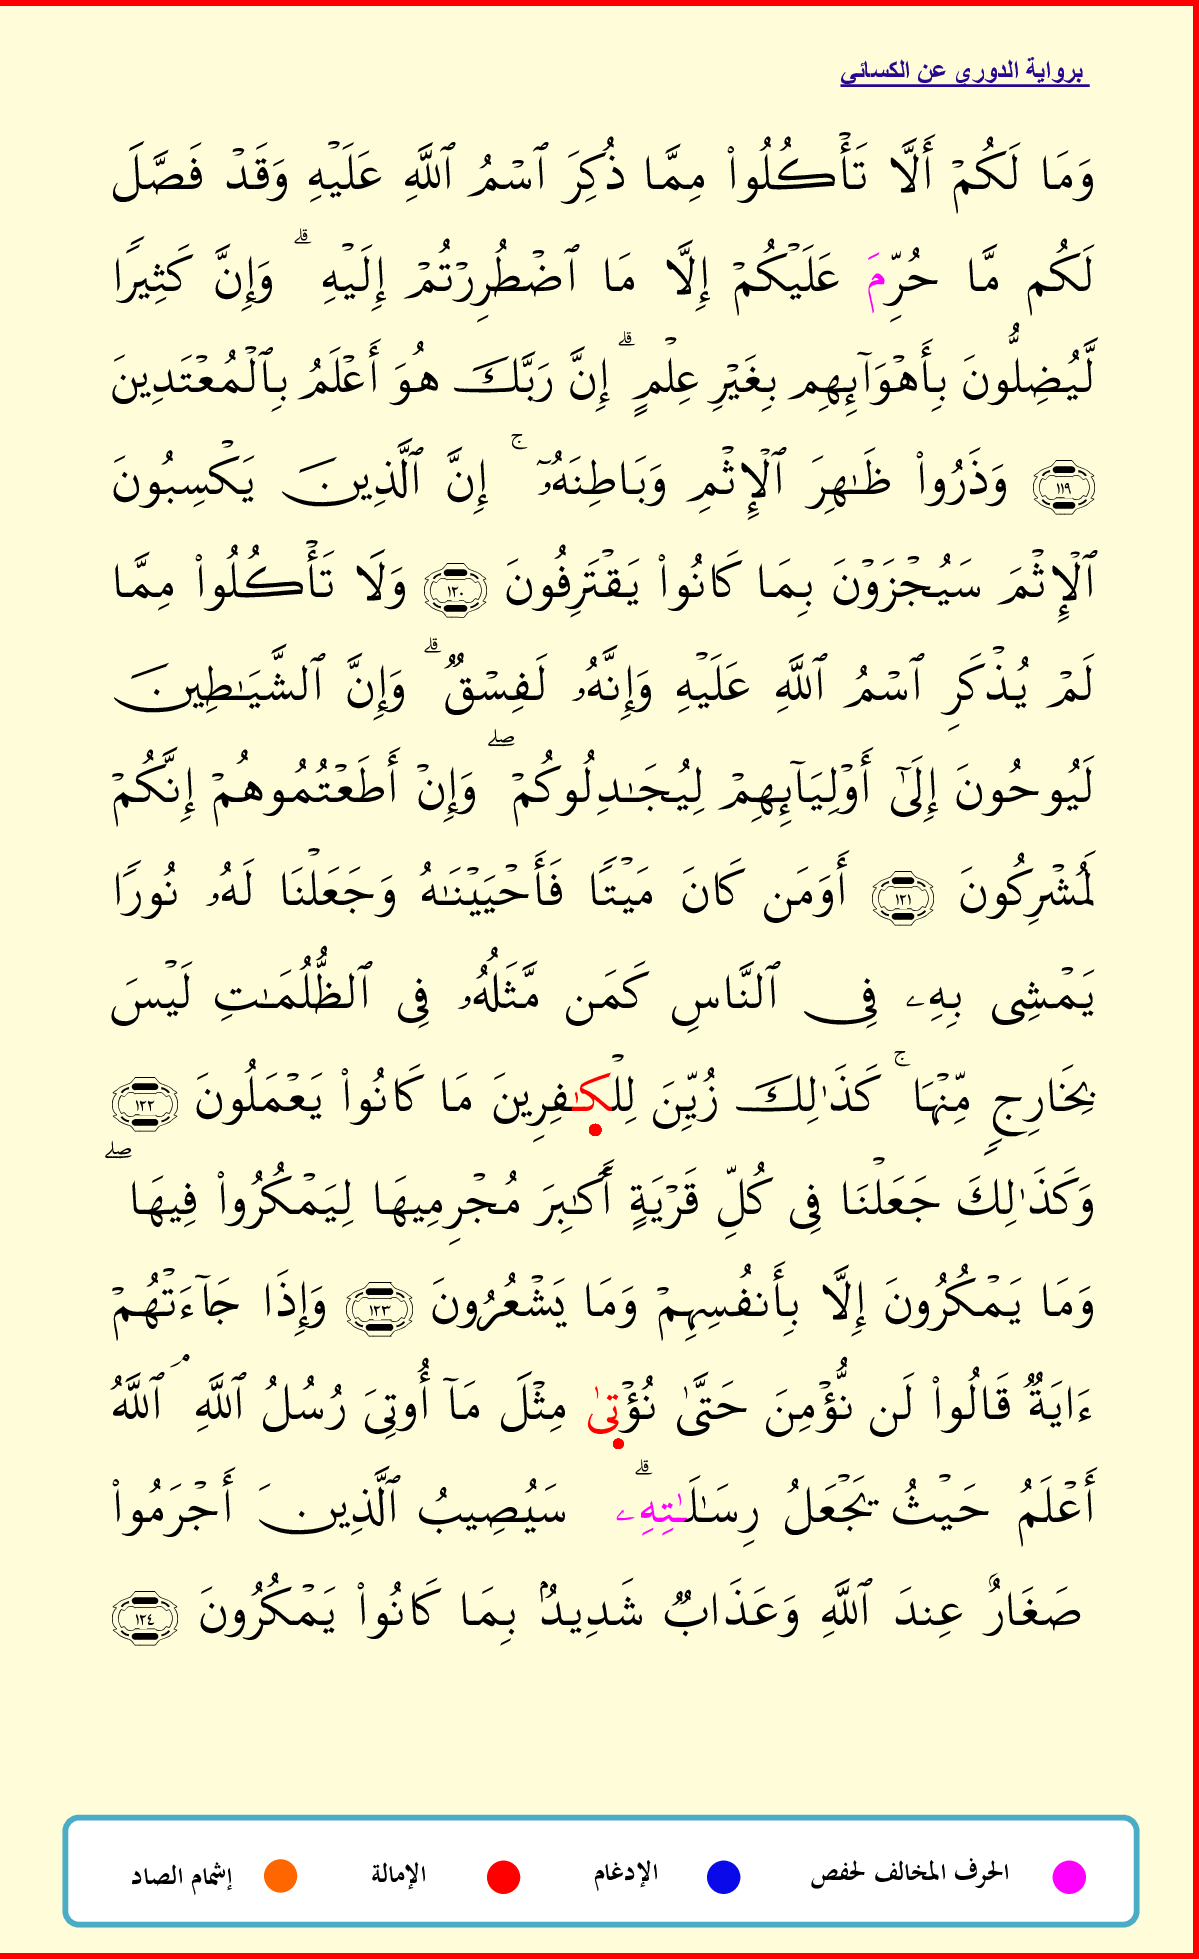 برواية الدوري عن الكسائي
وَمَا لَكُمْ أَلَّا تَأْكُلُوا۟ مِمَّا ذُكِرَ ٱسْمُ ٱللَّهِ عَلَيْهِ وَقَدْ فَصَّلَ
لَكُم مَّا حُرِّمَ عَلَيْكُمْ إِلَّا مَا ٱضْطُرِرْتُمْ إِلَيْهِ ۗ وَإِنَّ كَثِيرًا
لَّيُضِلُّونَ بِأَهْوَآئِهِم بِغَيْرِ عِلْمٍ ۗ إِنَّ رَبَّكَ هُوَ أَعْلَمُ بِٱلْمُعْتَدِينَ
١١٩ وَذَرُوا۟ ظَـٰهِرَ ٱلْإِثْمِ وَبَاطِنَهُۥٓ ۚ إِنَّ ٱلَّذِينَ يَكْسِبُونَ
ٱلْإِثْمَ سَيُجْزَوْنَ بِمَا كَانُوا۟ يَقْتَرِفُونَ ١٢٠ وَلَا تَأْكُلُوا۟ مِمَّا
لَمْ يُذْكَرِ ٱسْمُ ٱللَّهِ عَلَيْهِ وَإِنَّهُۥ لَفِسْقٌ ۗ وَإِنَّ ٱلشَّيَـٰطِينَ
لَيُوحُونَ إِلَىٰٓ أَوْلِيَآئِهِمْ لِيُجَـٰدِلُوكُمْ ۖ وَإِنْ أَطَعْتُمُوهُمْ إِنَّكُمْ
لَمُشْرِكُونَ ١٢١ أَوَمَن كَانَ مَيْتًا فَأَحْيَيْنَـٰهُ وَجَعَلْنَا لَهُۥ نُورًا
يَمْشِى بِهِۦ فِى ٱلنَّاسِ كَمَن مَّثَلُهُۥ فِى ٱلظُّلُمَـٰتِ لَيْسَ
بِخَارِجٍ مِّنْهَا ۚ كَذَٰلِكَ زُيِّنَ لِلْكَـٰفِرِينَ مَا كَانُوا۟ يَعْمَلُونَ ١٢٢
وَكَذَٰلِكَ جَعَلْنَا فِى كُلِّ قَرْيَةٍ أَكَـٰبِرَ مُجْرِمِيهَا لِيَمْكُرُوا۟ فِيهَا ۖ
وَمَا يَمْكُرُونَ إِلَّا بِأَنفُسِهِمْ وَمَا يَشْعُرُونَ ١٢٣ وَإِذَا جَآءَتْهُمْ
ءَايَةٌ قَالُوا۟ لَن نُّؤْمِنَ حَتَّىٰ نُؤْتِىٰ مِثْلَ مَآ أُوتِىَ رُسُلُ ٱللَّهِ ۘ ٱللَّهُ
أَعْلَمُ حَيْثُ يَجْعَلُ رِسَـٰلَـٰتِهِۦ ۗ سَيُصِيبُ ٱلَّذِينَ أَجْرَمُوا۟
صَغَارٌ عِندَ ٱللَّهِ وَعَذَابٌ شَدِيدٌۢ بِمَا كَانُوا۟ يَمْكُرُونَ ١٢٤
الحرف المخالف لحفص الإدغام الإمالة إشمام الصاد